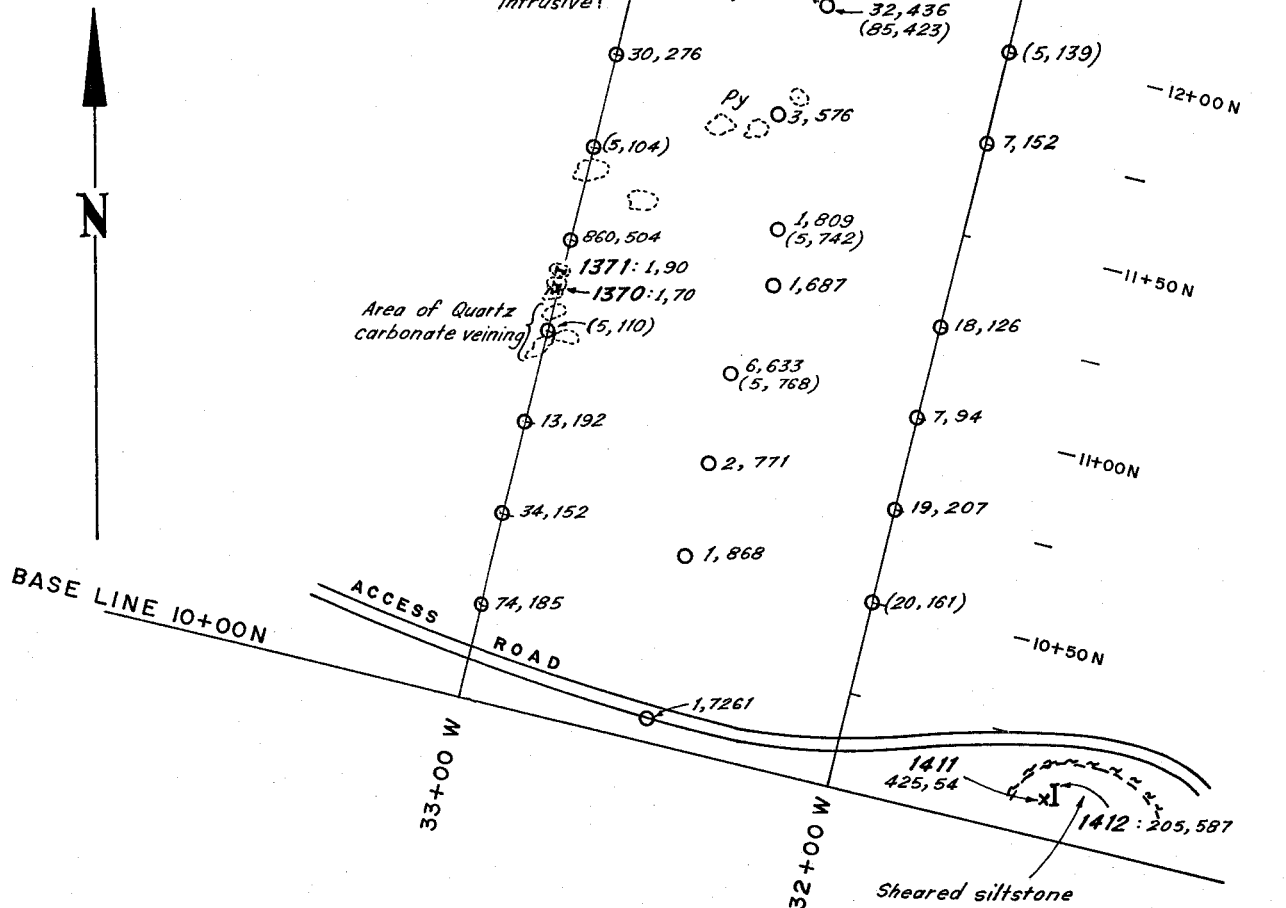 intrusive?
32,436
(85,423)
30,276
(5,139)
12+00 N
Py
3,576
7,152
(5,104)
N
1,809
(5,742)
860,504
1371: 1,90
11+50 N
1370: 1,70
1,687
Area of Quartz
carbonate veining
(5,110)
18,126
6,633
(5,768)
13,192
7,94
2,771
11+00 N
34,152
19,207
1,868
BASE LINE 10+00 N
ACCESS ROAD
74,185
(20,161)
10+50 N
1,7261
33+00 W
1411
425,54
1412 : 205,587
32+00 W
Sheared siltstone